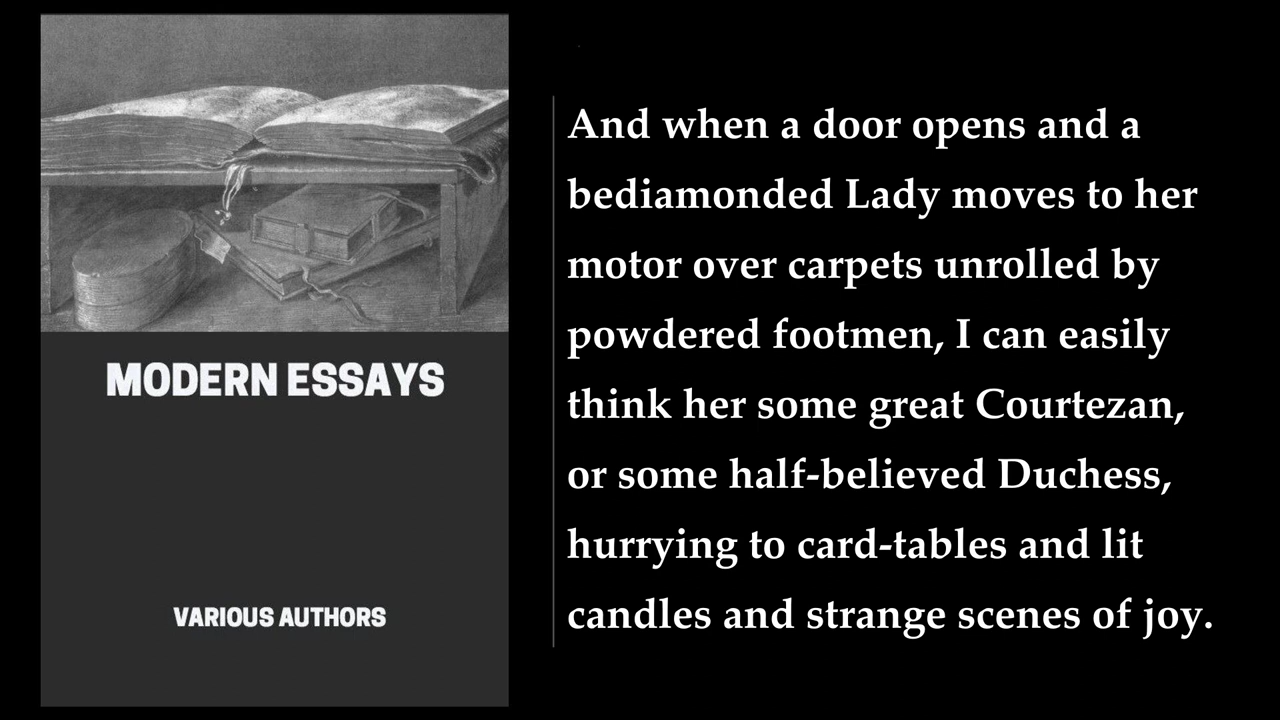 MODERN ESSAYS
VARIOUS AUTHORS
And when a door opens and a
bediamonded Lady moves to her
motor over carpets unrolled by
powdered footmen, I can easily
think her some great Courtezan,
or some half-believed Duchess,
hurrying to card-tables and lit
candles and strange scenes of joy.